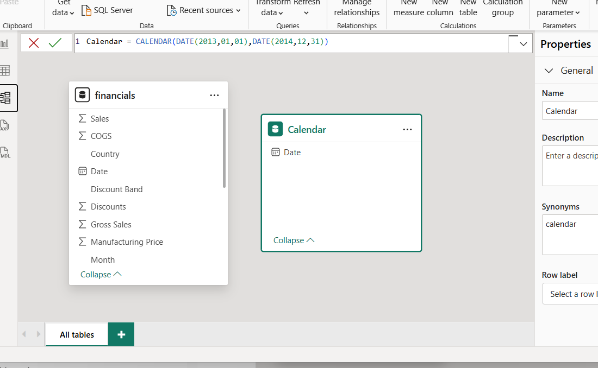 Get
data
SQL Server
Recent sources
Transform Refresh
data
Manage
relationships
New New New Calculation
measure column table group
New
parameter
Clipboard
Data
Queries
Relationships
Calculations
Parameters
1 Calendar = CALENDAR(DATE(2013,01,01),DATE(2014,12,31))
Properties
General
Name
Calendar
Description
Enter a descrip
Synonyms
calendar
Row label
Select a row l
financials
Sales
COGS
Country
Date
Discount Band
Discounts
Gross Sales
Manufacturing Price
Month
Collapse
Calendar
Date
Collapse
All tables